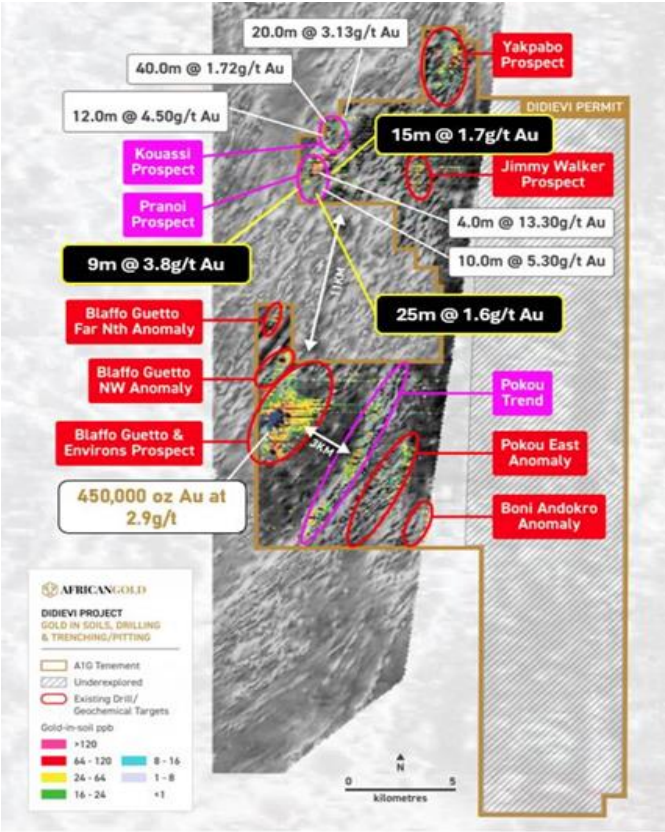 20.0m @ 3.13g/t Au
Yakpabo
Prospect
40.0m @ 1.72g/t Au
DIDIEVI PERMIT
12.0m @ 4.50g/t Au
15m @ 1.7g/t Au
Kouassi
Prospect
Jimmy Walker
Prospect
Pranoi
Prospect
4.0m @ 13.30g/t Au
9m @ 3.8g/t Au
10.0m @ 5.30g/t Au
11KM
25m @ 1.6g/t Au
Blaffo Guetto
Far Nth Anomaly
Blaffo Guetto
NW Anomaly
Pokou
Trend
Blaffo Guetto &
Environs Prospect
3KM
Pokou East
Anomaly
450,000 oz Au at
2.9g/t
Boni Andokro
Anomaly
AFRICANGOLD
DIDIEVI PROJECT
GOLD IN SOILS, DRILLING
& TRENCHING/PITTING
A1G Tenement
Underexplored
Existing Drill/
Geochemical Targets
Gold-in-soil ppb
>120
64 - 120 8 - 16
24 - 64 1 - 8
16 - 24 <1
N
0 5
kilometres